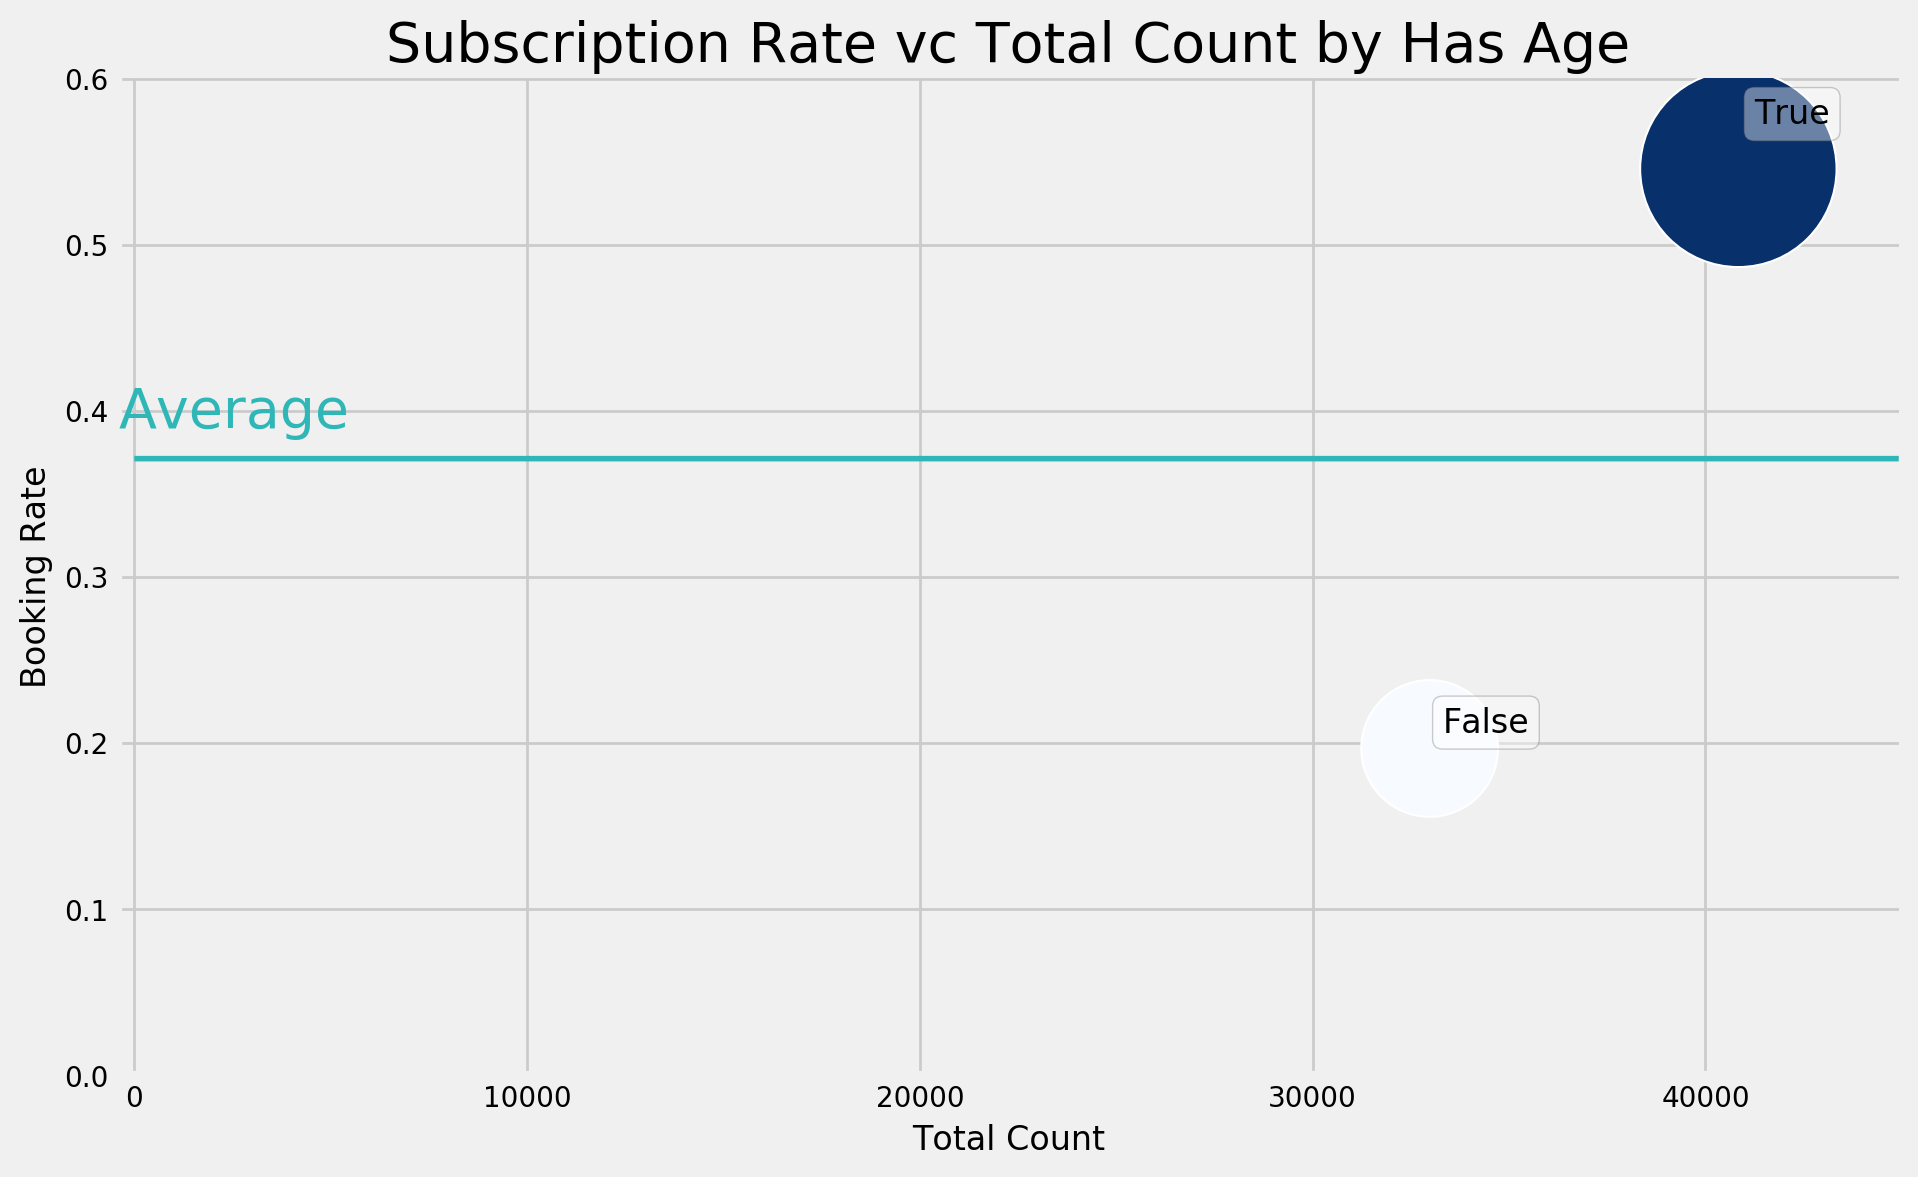 Subscription Rate vc Total Count by Has Age
0.6
True
0.5
0.4
Average
0.3
Booking Rate
False
0.2
0.1
0.0
0 10000 20000 30000 40000
Total Count